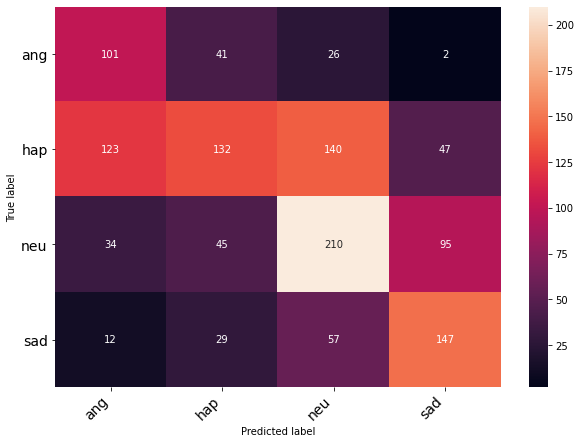 ang 101 41 26 2
hap 123 132 140 47
neu 34 45 210 95
sad 12 29 57 147
ang hap neu sad
True label
Predicted label
200
175
150
125
100
75
50
25